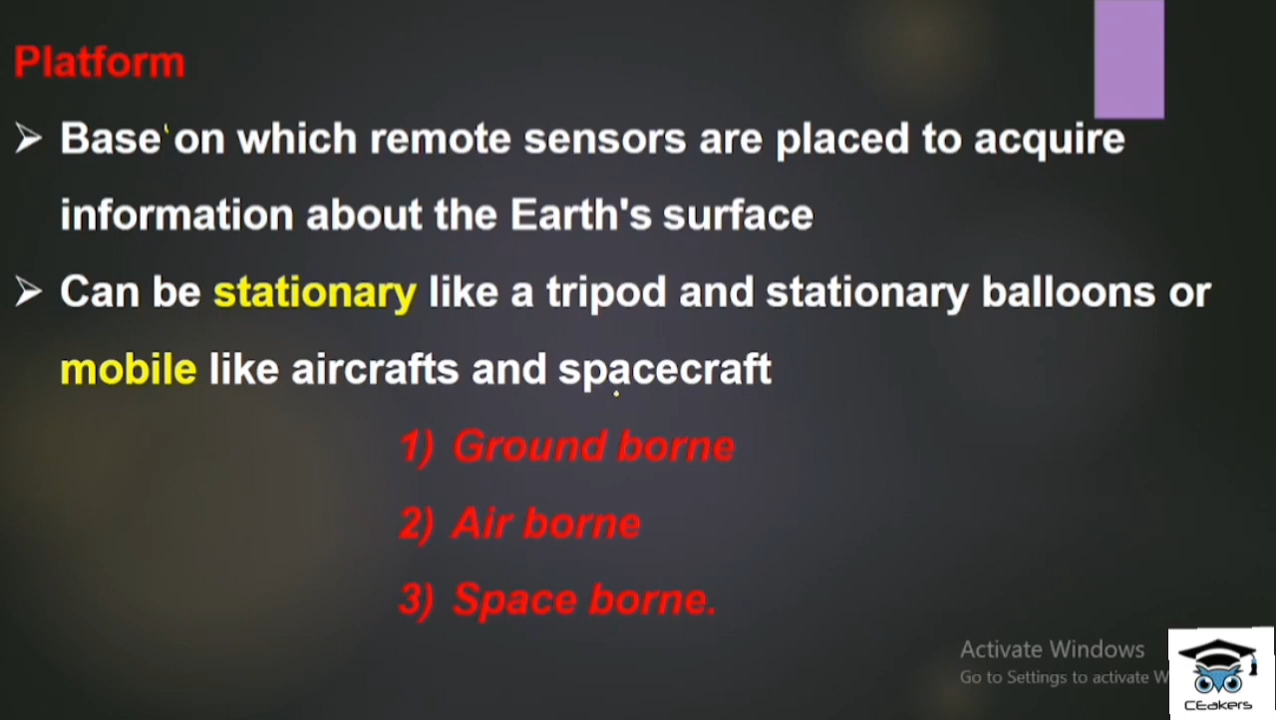 Platform
➢ Base on which remote sensors are placed to acquire
information about the Earth's surface
➢ Can be stationary like a tripod and stationary balloons or
mobile like aircrafts and spacecraft
1) Ground borne
2) Air borne
3) Space borne.
Activate Windows
Go to Settings to activate W
CEakers